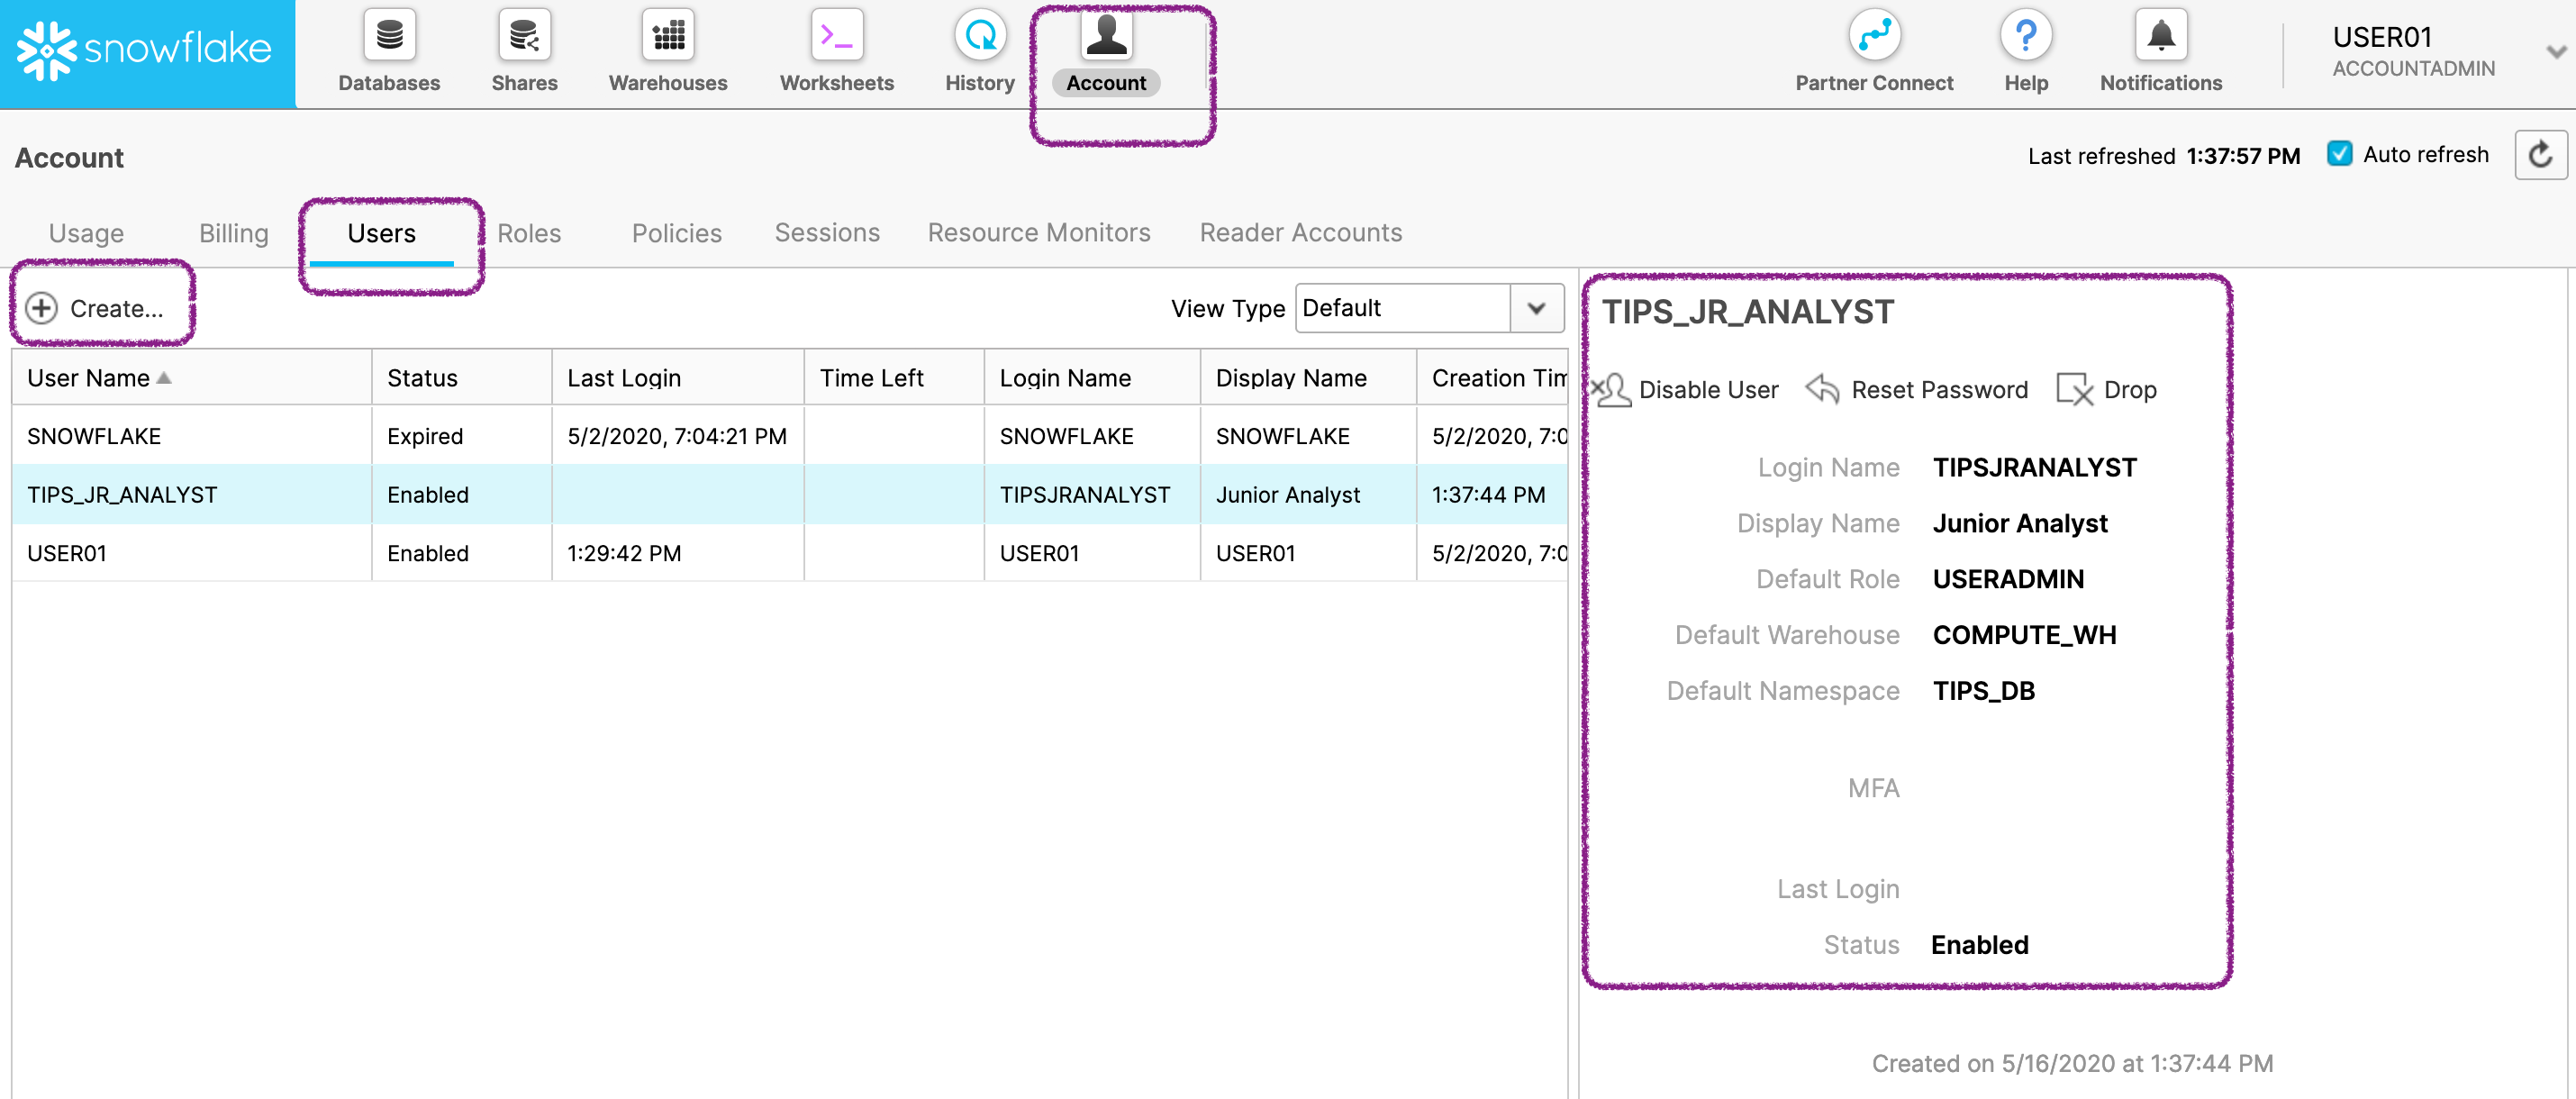 snowflake
Databases Shares Warehouses Worksheets History Account Partner Connect Help Notifications
USER01
ACCOUNTADMIN
Account
Last refreshed 1:37:57 PM Auto refresh
Usage Billing Users Roles Policies Sessions Resource Monitors Reader Accounts
Create... View Type Default
User Name Status Last Login Time Left Login Name Display Name Creation Tim
SNOWFLAKE Expired 5/2/2020, 7:04:21 PM SNOWFLAKE SNOWFLAKE 5/2/2020, 7:0
TIPS_JR_ANALYST Enabled TIPSJRANALYST Junior Analyst 1:37:44 PM
USER01 Enabled 1:29:42 PM USER01 USER01 5/2/2020, 7:0
TIPS_JR_ANALYST
Disable User Reset Password Drop
Login Name TIPSJRANALYST
Display Name Junior Analyst
Default Role USERADMIN
Default Warehouse COMPUTE_WH
Default Namespace TIPS_DB
MFA
Last Login
Status Enabled
Created on 5/16/2020 at 1:37:44 PM